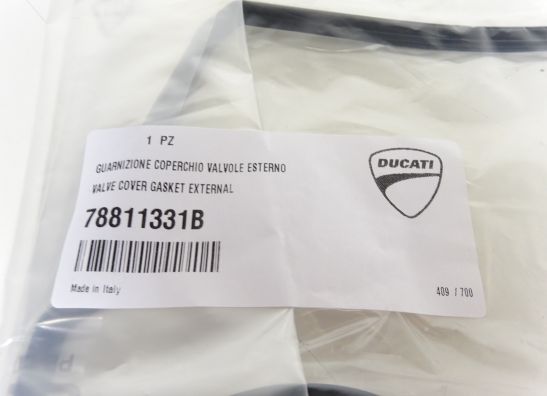 1 PZ
GUARNIZIONE COPERCHIO VALVOLE ESTERNO
VALVE COVER GASKET EXTERNAL
DUCATI
78811331B
Made in Italy
409 / 700